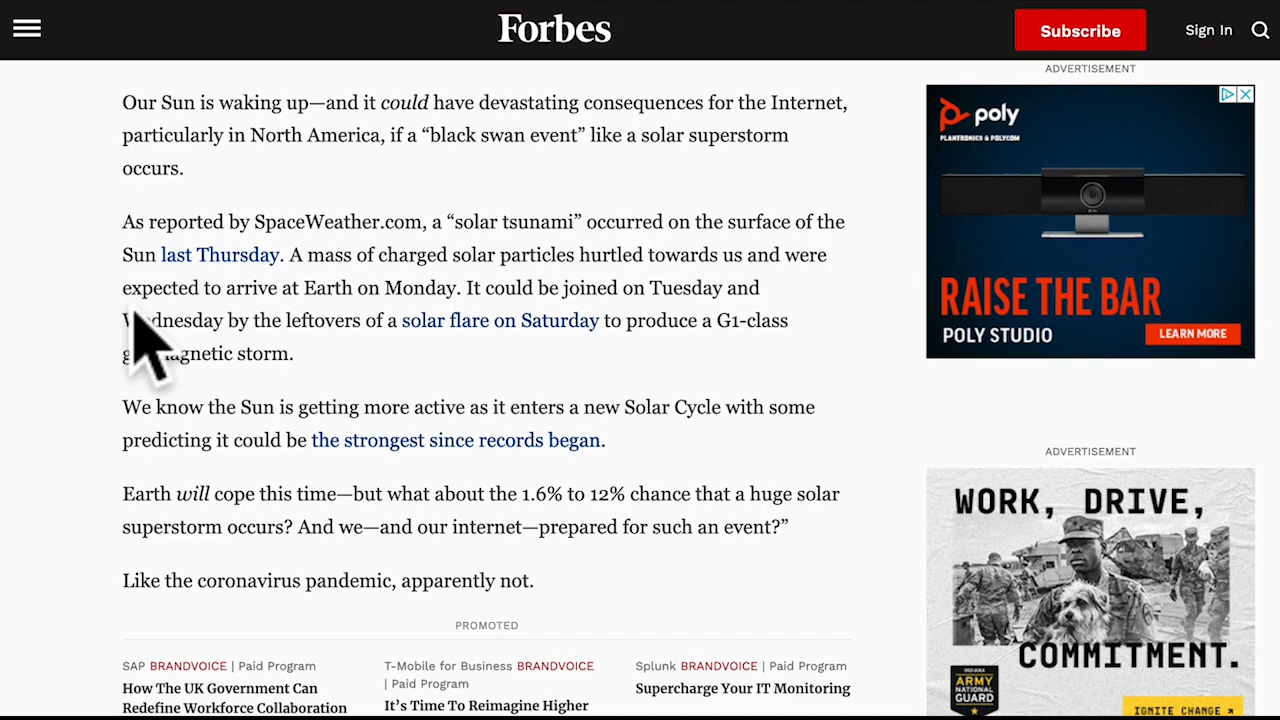 Forbes
Subscribe
Sign In
ADVERTISEMENT
Our Sun is waking up—and it could have devastating consequences for the Internet,
particularly in North America, if a “black swan event” like a solar superstorm
occurs.
As reported by SpaceWeather.com, a “solar tsunami” occurred on the surface of the
Sun last Thursday. A mass of charged solar particles hurtled towards us and were
expected to arrive at Earth on Monday. It could be joined on Tuesday and
by the leftovers of a solar flare on Saturday to produce a G1-class
storm.
We know the Sun is getting more active as it enters a new Solar Cycle with some
predicting it could be the strongest since records began.
Earth will cope this time—but what about the 1.6% to 12% chance that a huge solar
superstorm occurs? And we—and our internet—prepared for such an event?”
Like the coronavirus pandemic, apparently not.
PROMOTED
SAP BRANDVOICE | Paid Program
How The UK Government Can
Redefine Workforce Collaboration
T-Mobile for Business BRANDVOICE
| Paid Program
It’s Time To Reimagine Higher
Splunk BRANDVOICE | Paid Program
Supercharge Your IT Monitoring
poly
PLANTRONICS & POLYCOM
RAISE THE BAR
POLY STUDIO
LEARN MORE
ADVERTISEMENT
WORK, DRIVE,
COMMITMENT.
INDIANA
ARMY
NATIONAL
GUARD
IGNITE CHANGE